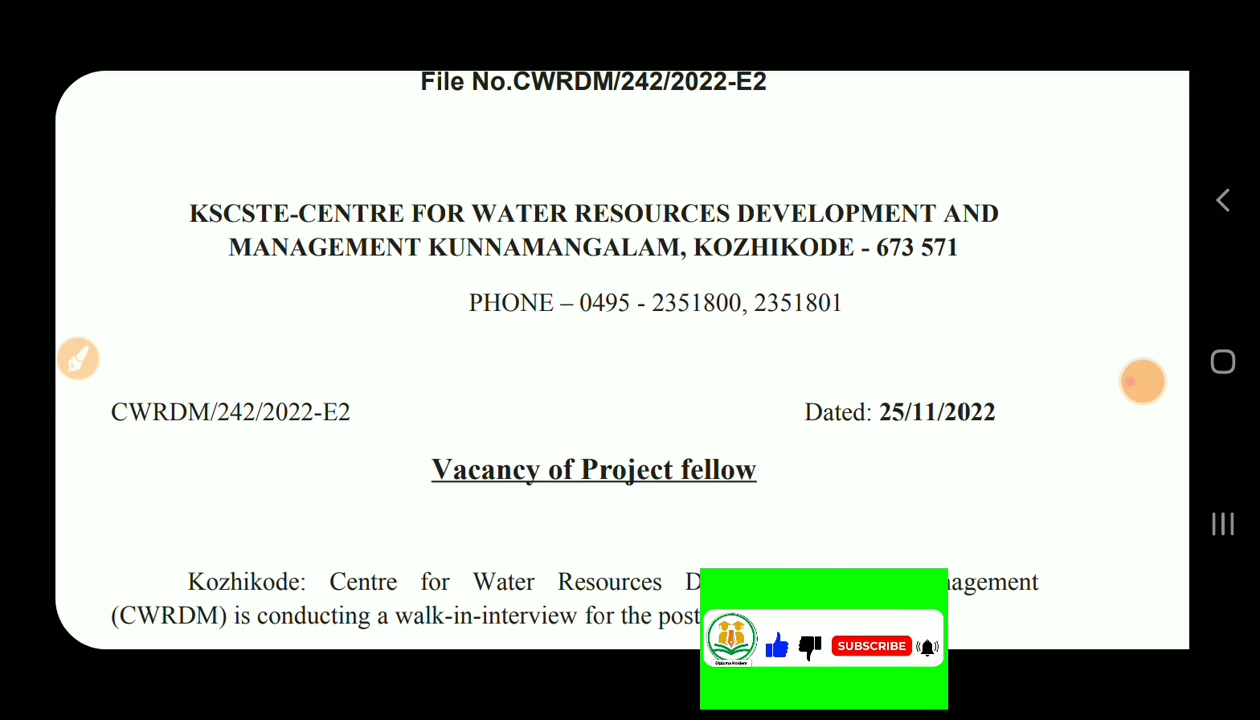 File No.CWRDM/242/2022-E2
KSCSTE-CENTRE FOR WATER RESOURCES DEVELOPMENT AND
MANAGEMENT KUNNAMANGALAM, KOZHIKODE - 673 571
PHONE – 0495 - 2351800, 2351801
CWRDM/242/2022-E2 Dated: 25/11/2022
Vacancy of Project fellow
Kozhikode: Centre for Water Resources
(CWRDM) is conducting a walk-in-interview for the post
Diploma Holders
SUBSCRIBE